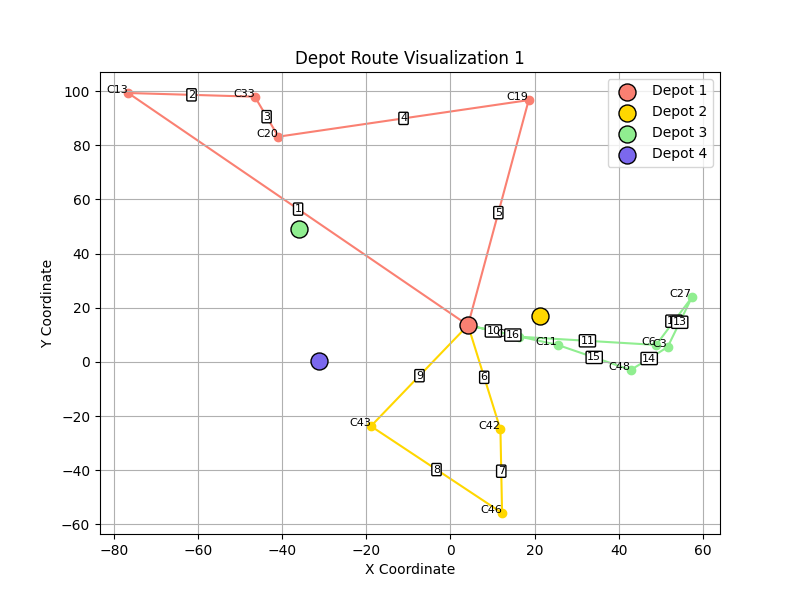 Depot Route Visualization 1
Depot 1
Depot 2
Depot 3
Depot 4
C13
2
C33
3
C20
4
C19
1
5
C27
13
10
16
11
C11
C6
C3
15
14
C48
9
6
C43
C42
8
7
C46
100
80
60
40
20
0
−20
−40
−60
−80
−60
−40
−20
0
20
40
60
X Coordinate
Y Coordinate